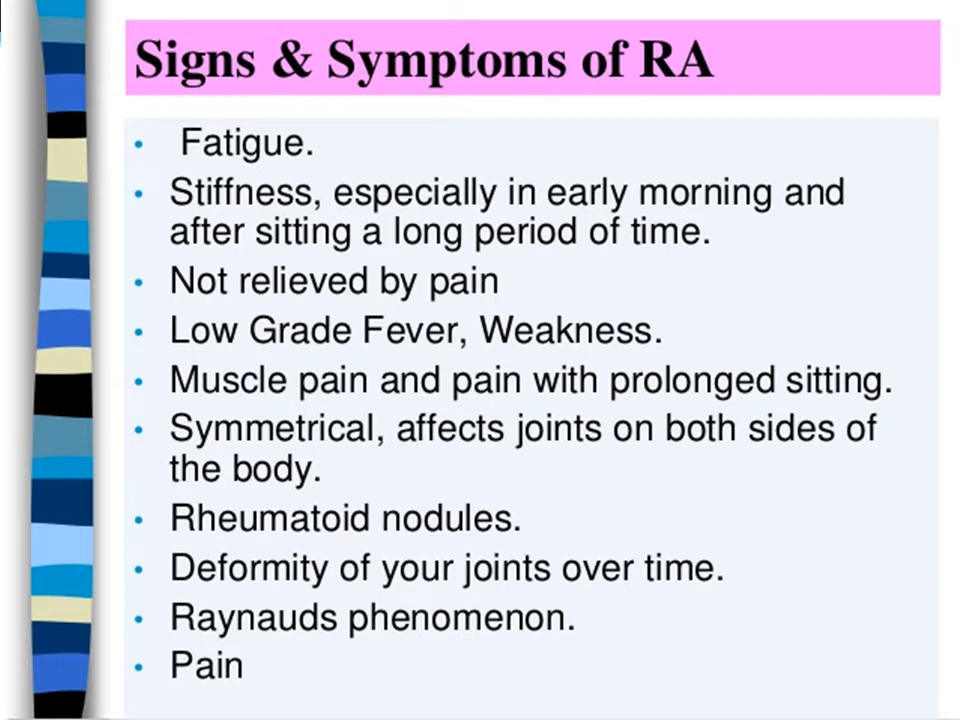 Signs & Symptoms of RA
• Fatigue.
• Stiffness, especially in early morning and
after sitting a long period of time.
• Not relieved by pain
• Low Grade Fever, Weakness.
• Muscle pain and pain with prolonged sitting.
• Symmetrical, affects joints on both sides of
the body.
• Rheumatoid nodules.
• Deformity of your joints over time.
• Raynauds phenomenon.
• Pain